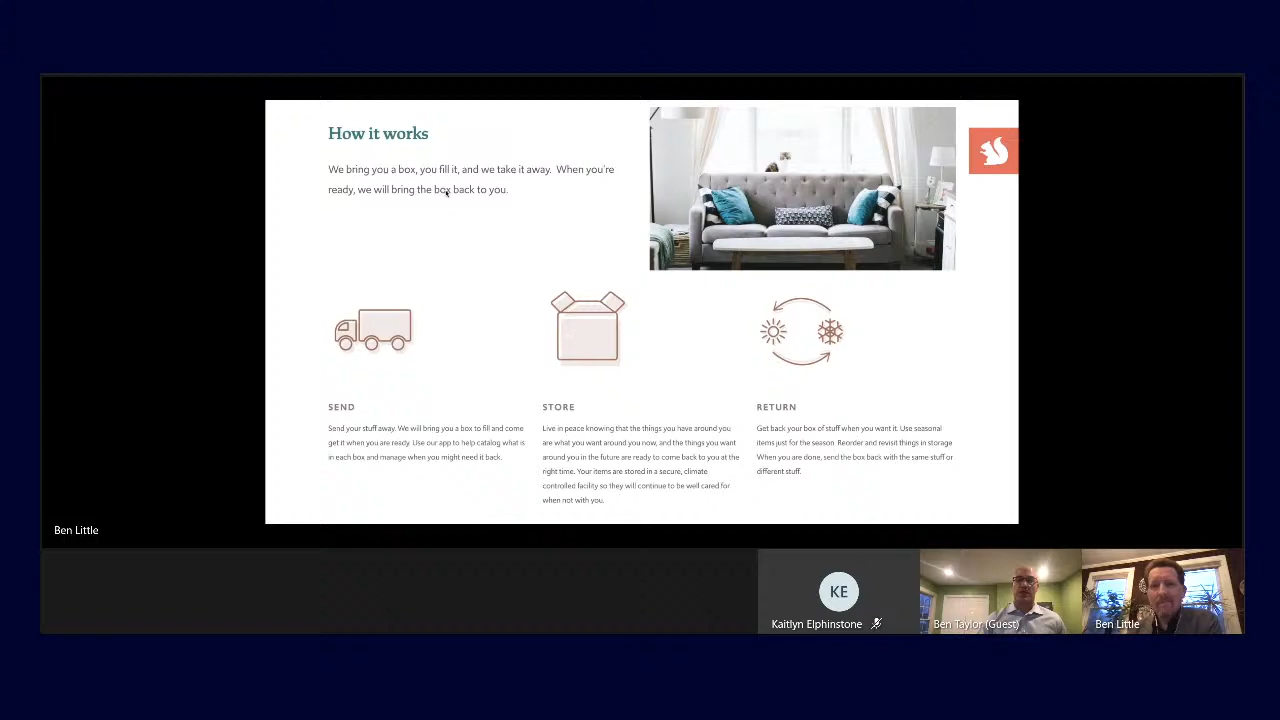 How it works
We bring you a box, you fill it, and we take it away. When you're
ready, we will bring the box back to you.
SEND
Send your stuff away. We will bring you a box to fill and come
get it when you are ready. Use our app to help catalog what is
in each box and manage when you might need it back.
STORE
Live in peace knowing that the things you have around you
are what you want around you now, and the things you want
around you in the future are ready to come back to you at the
right time. Your items are stored in a secure, climate
controlled facility so they will continue to be well cared for
when not with you.
RETURN
Get back your box of stuff when you want it. Use seasonal
items just for the season. Reorder and revisit things in storage
When you are done, send the box back with the same stuff or
different stuff.
Ben Little
KE
Kaitlyn Elphinstone
Ben Taylor (Guest)
Ben Little